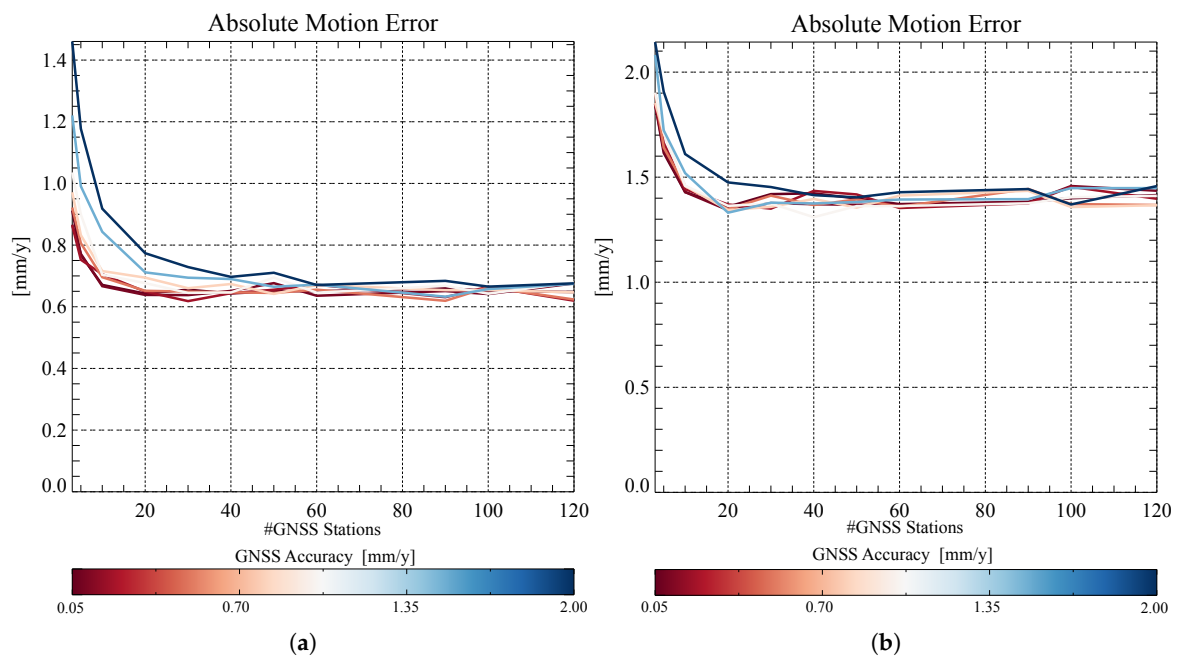 Absolute Motion Error
1.4
1.2
1.0
0.8
0.6
0.4
0.2
0.0
[mm/y]
20 40 60 80 100 120
#GNSS Stations
GNSS Accuracy [mm/y]
0.05 0.70 1.35 2.00
(a)
Absolute Motion Error
2.0
1.5
1.0
0.5
0.0
[mm/y]
20 40 60 80 100 120
#GNSS Stations
GNSS Accuracy [mm/y]
0.05 0.70 1.35 2.00
(b)